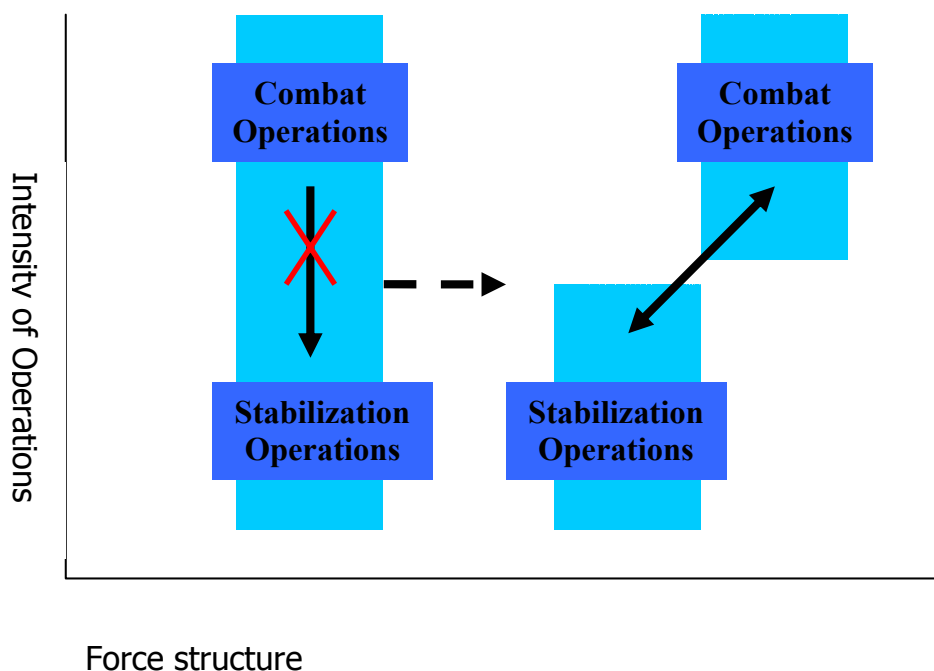 Combat
Operations
Combat
Operations
Intensity of Operations
Stabilization
Operations
Stabilization
Operations
Force structure